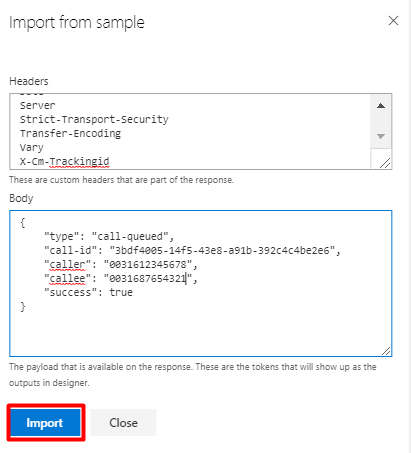 Import from sample
Headers
Server
Strict-Transport-Security
Transfer-Encoding
Vary
X-Cm-Trackingid
These are custom headers that are part of the response.
Body
{
    "type": "call-queued",
    "call-id": "3bdf4005-14f5-43e8-a91b-392c4c4be2e6",
    "caller": "0031612345678",
    "callee": "0031687654321",
    "success": true
}
The payload that is available on the response. These are the tokens that will show up as the
outputs in designer.
Import Close